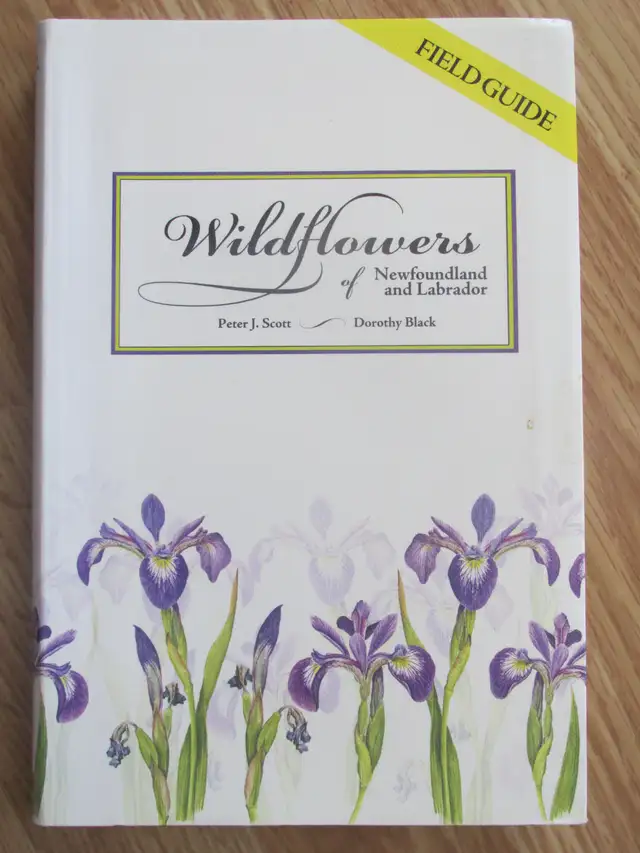 FIELD GUIDE
Wildflowers
of Newfoundland
and Labrador
Peter J. Scott Dorothy Black